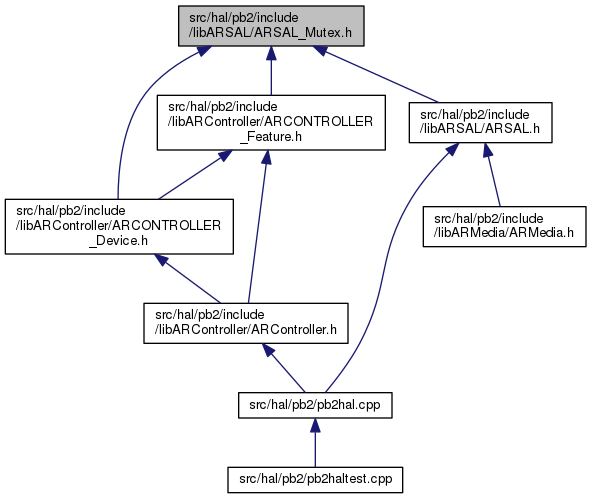 src/hal/pb2/include
/libARSAL/ARSAL_Mutex.h
src/hal/pb2/include
/libARController/ARCONTROLLER
_Feature.h
src/hal/pb2/include
/libARSAL/ARSAL.h
src/hal/pb2/include
/libARController/ARCONTROLLER
_Device.h
src/hal/pb2/include
/libARMedia/ARMedia.h
src/hal/pb2/include
/libARController/ARController.h
src/hal/pb2/pb2hal.cpp
src/hal/pb2/pb2haltest.cpp